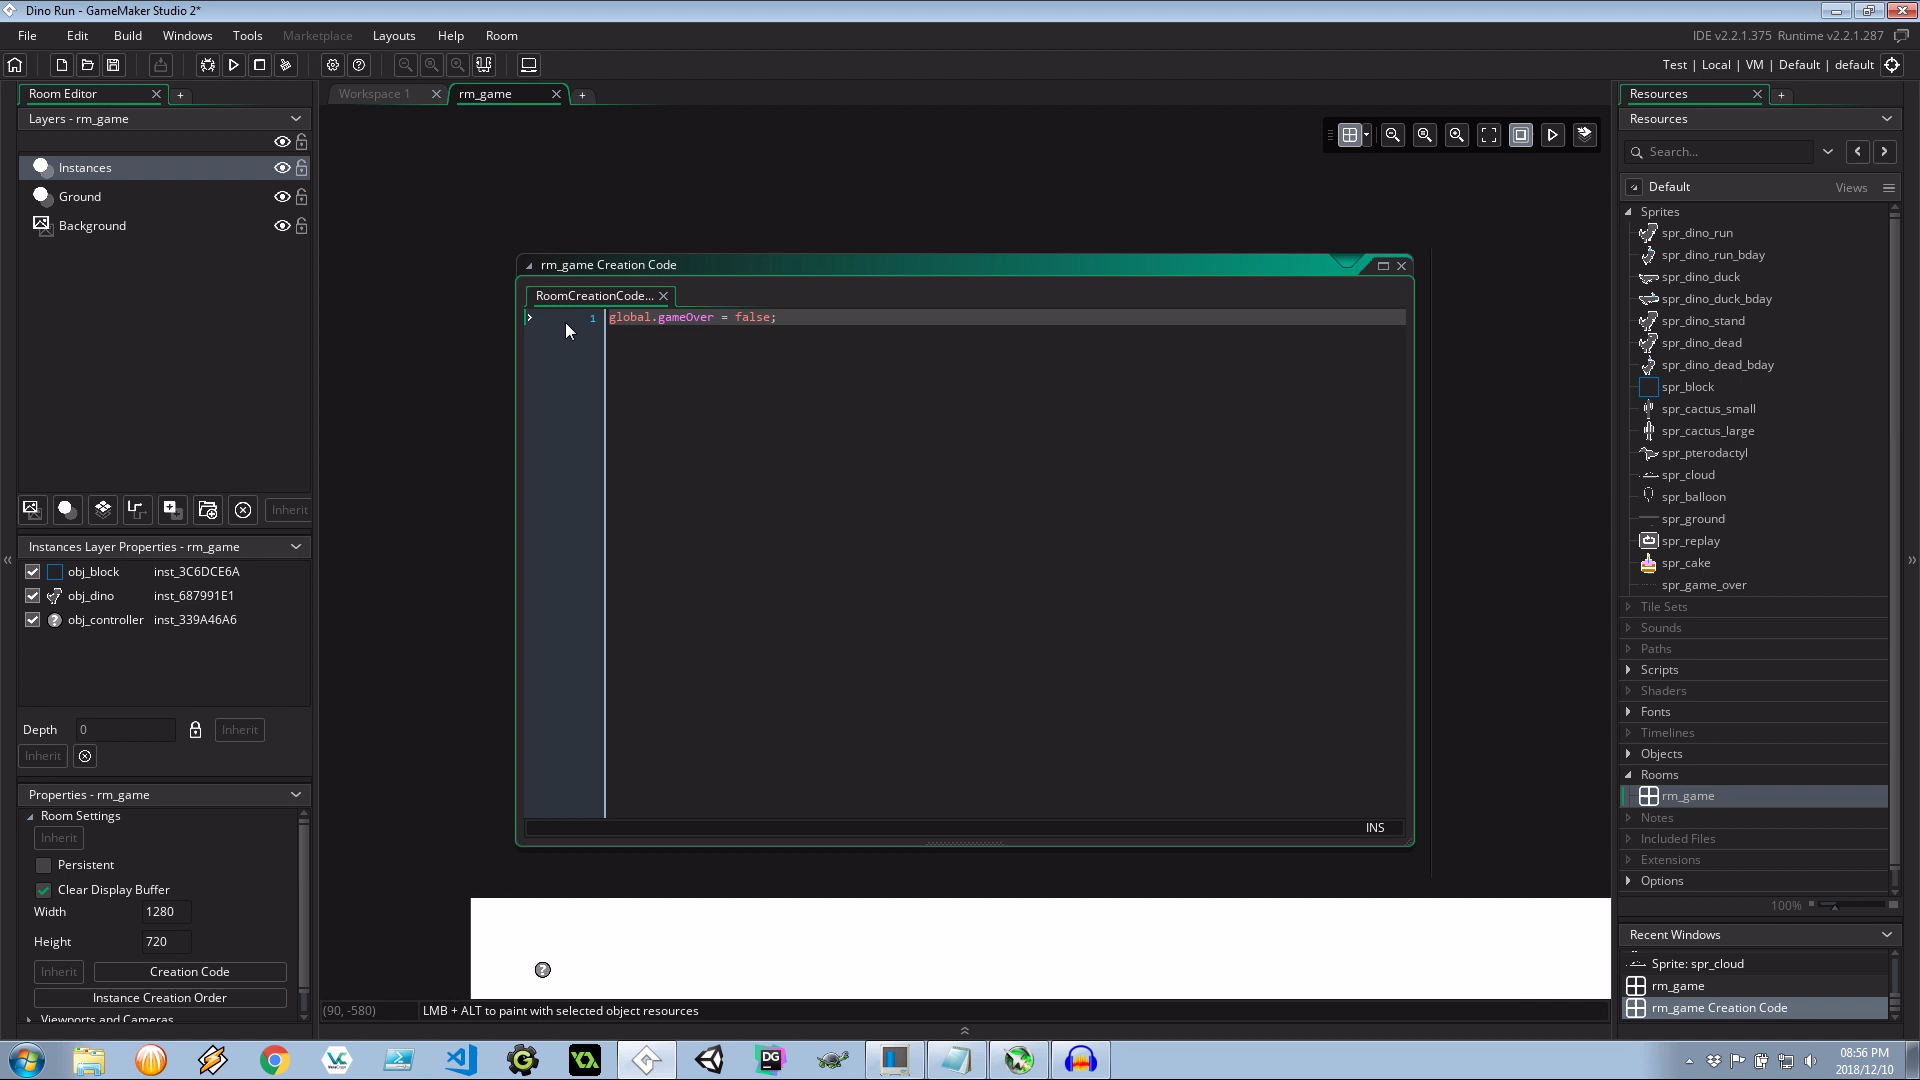 Dino Run - GameMaker Studio 2*
File Edit Build Windows Tools Marketplace Layouts Help Room
IDE v2.2.1.375 Runtime v2.2.1.287
Test | Local | VM | Default | default
Room Editor
Layers - rm_game
Instances
Ground
Background
Inherit
Instances Layer Properties - rm_game
obj_block inst_3C6DCE6A
obj_dino inst_687991E1
obj_controller inst_339A46A6
Depth 0 Inherit
Inherit
Properties - rm_game
Room Settings
Inherit
Persistent
Clear Display Buffer
Width 1280
Height 720
Inherit Creation Code
Instance Creation Order
Viewports and Cameras
Workspace 1
rm_game
rm_game Creation Code
RoomCreationCode...
1 global.gameOver = false;
INS
(90, -580) LMB + ALT to paint with selected object resources
Resources
Resources
Search...
Default Views
Sprites
spr_dino_run
spr_dino_run_bday
spr_dino_duck
spr_dino_duck_bday
spr_dino_stand
spr_dino_dead
spr_dino_dead_bday
spr_block
spr_cactus_small
spr_cactus_large
spr_pterodactyl
spr_cloud
spr_balloon
spr_ground
spr_replay
spr_cake
spr_game_over
Tile Sets
Sounds
Paths
Scripts
Shaders
Fonts
Timelines
Objects
Rooms
rm_game
Notes
Included Files
Extensions
Options
100%
Recent Windows
Sprite: spr_cloud
rm_game
rm_game Creation Code
08:56 PM
2018/12/10